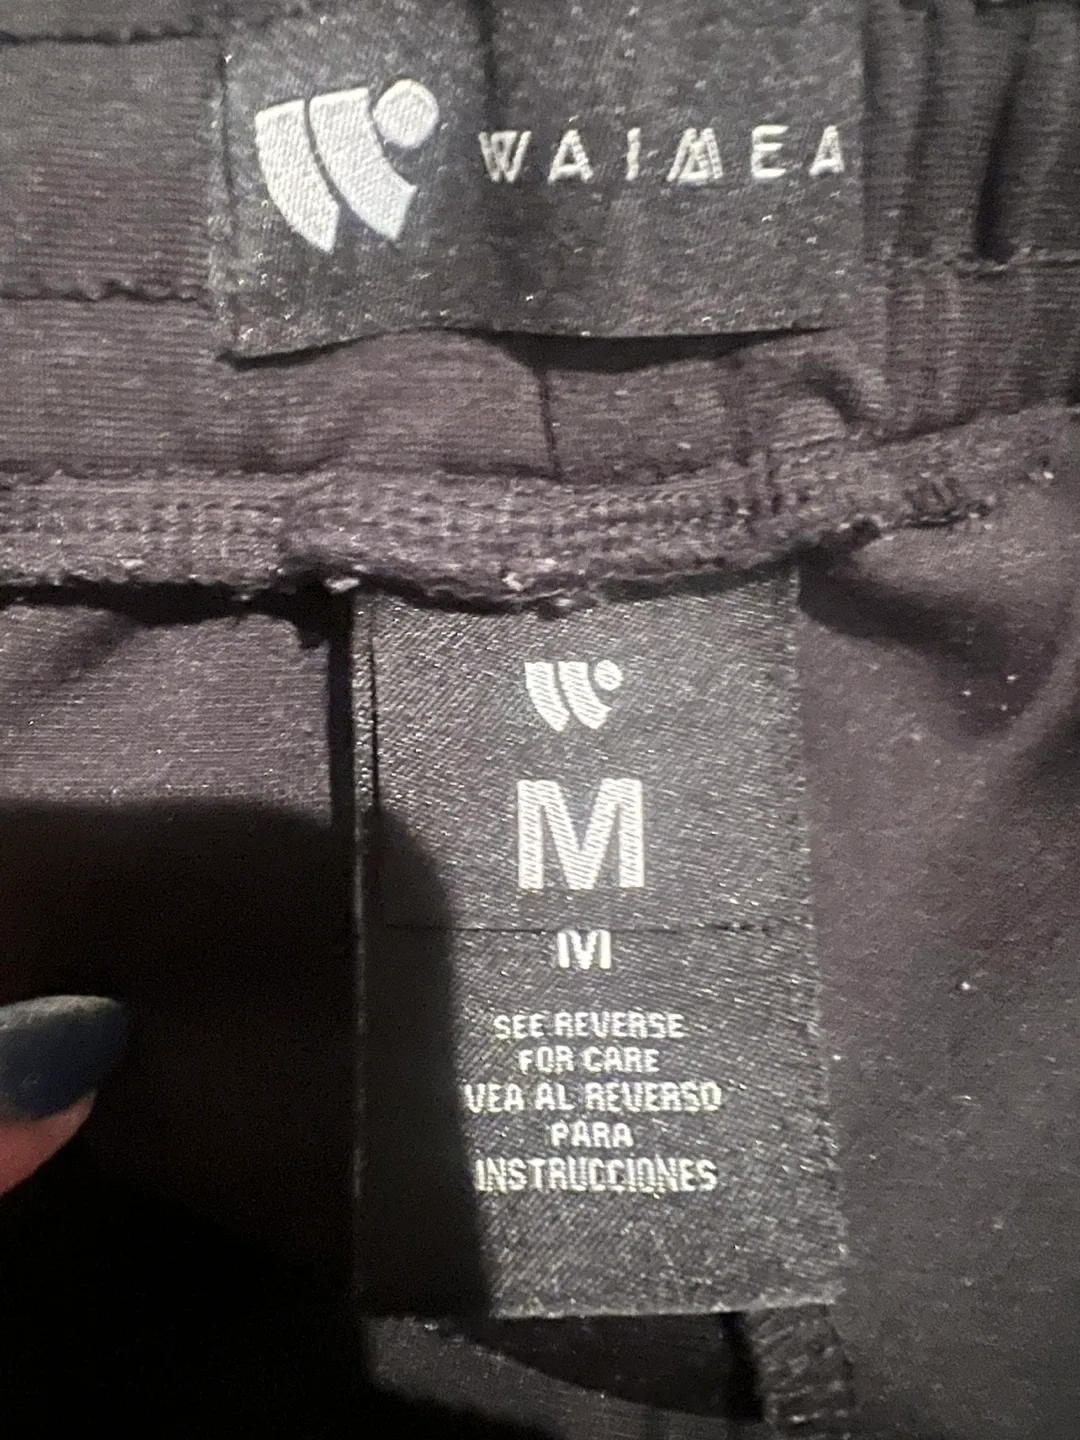 WAIMEA
M
M
SEE REVERSE
FOR CARE
VEA AL REVERSO
PARA
INSTRUCCIONES